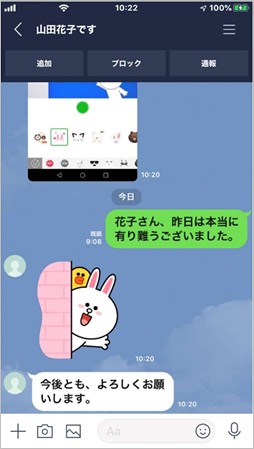 10:22
100%
山田花子です
追加
ブロック
通報
10:20
今日
既読
9:08
花子さん、昨日は本当に
有り難うございました。
10:20
今後とも、よろしくお願
いします。
10:20
Aa